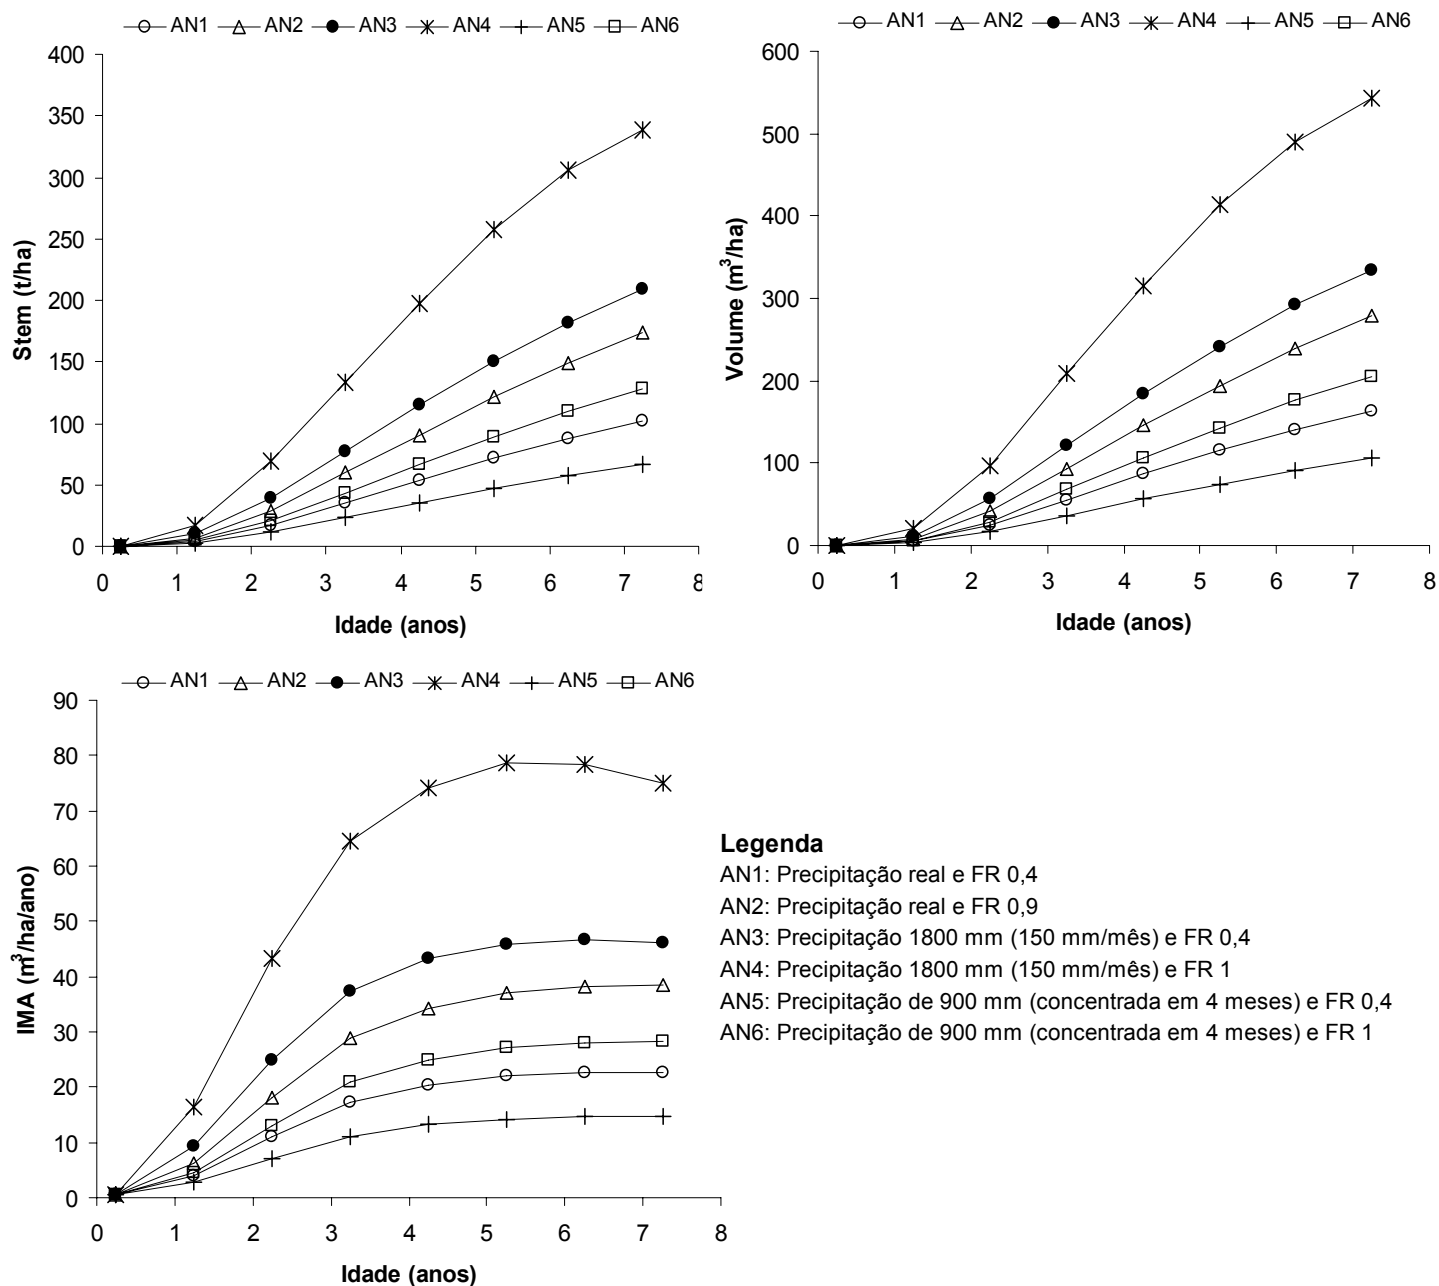 AN1 AN2 AN3 AN4 AN5 AN6
400
350
300
250
200
150
100
50
0
Stem (t/ha)
0 1 2 3 4 5 6 7 8
Idade (anos)
AN1 AN2 AN3 AN4 AN5 AN6
600
500
400
300
200
100
0
Volume (m³/ha)
0 1 2 3 4 5 6 7 8
Idade (anos)
AN1 AN2 AN3 AN4 AN5 AN6
90
80
70
60
50
40
30
20
10
0
IMA (m³/ha/ano)
0 1 2 3 4 5 6 7 8
Idade (anos)
Legenda
AN1: Precipitação real e FR 0,4
AN2: Precipitação real e FR 0,9
AN3: Precipitação 1800 mm (150 mm/mês) e FR 0,4
AN4: Precipitação 1800 mm (150 mm/mês) e FR 1
AN5: Precipitação de 900 mm (concentrada em 4 meses) e FR 0,4
AN6: Precipitação de 900 mm (concentrada em 4 meses) e FR 1